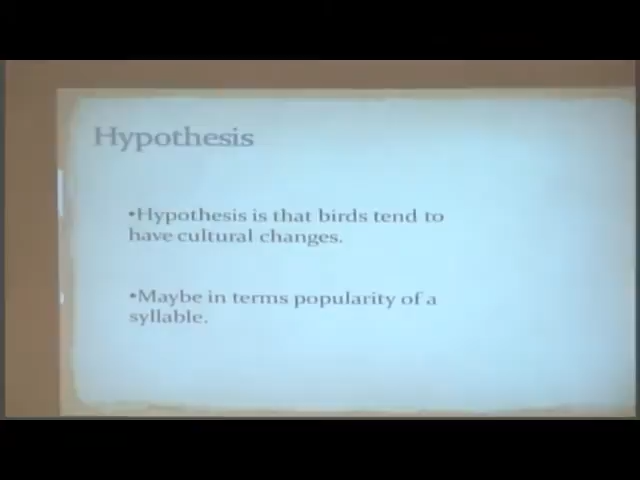 Hypothesis
•Hypothesis is that birds tend to
have cultural changes.
•Maybe in terms popularity of a
syllable.